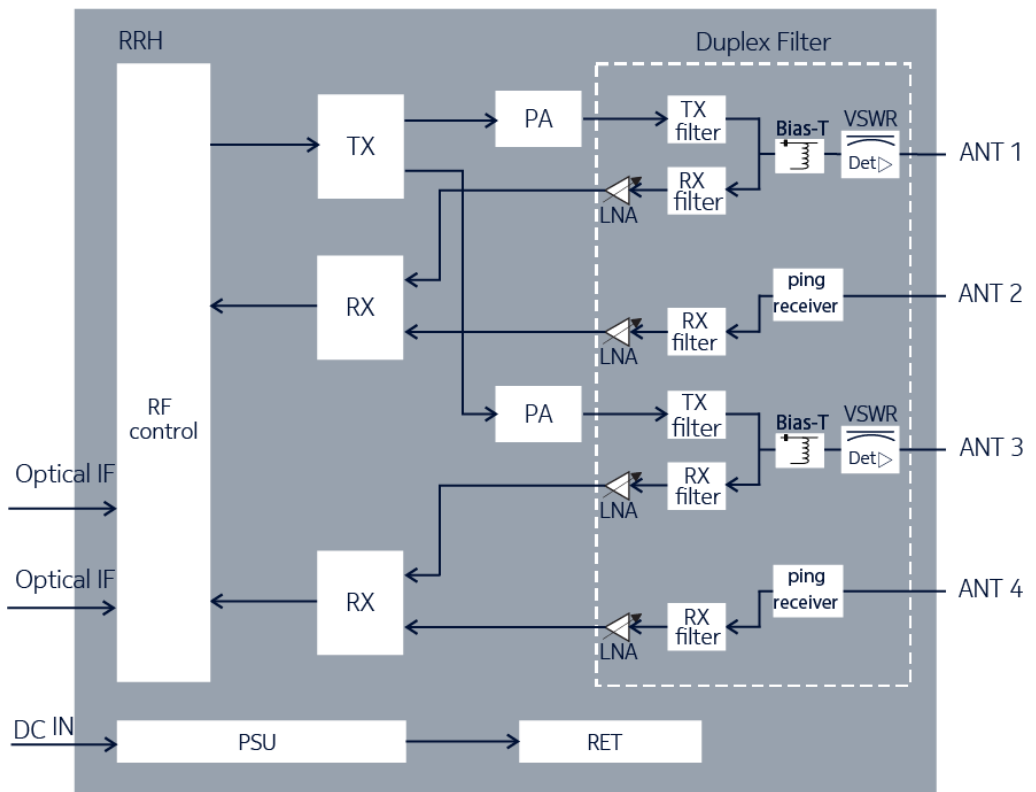 RRH
Duplex Filter
TX
PA
TX
filter
Bias-T
VSWR
Det
ANT 1
RX
filter
LNA
RX
ping
receiver
ANT 2
RX
filter
LNA
RF
control
PA
TX
filter
Bias-T
VSWR
Det
ANT 3
Optical IF
RX
filter
LNA
Optical IF
RX
ping
receiver
ANT 4
RX
filter
LNA
DC IN
PSU
RET